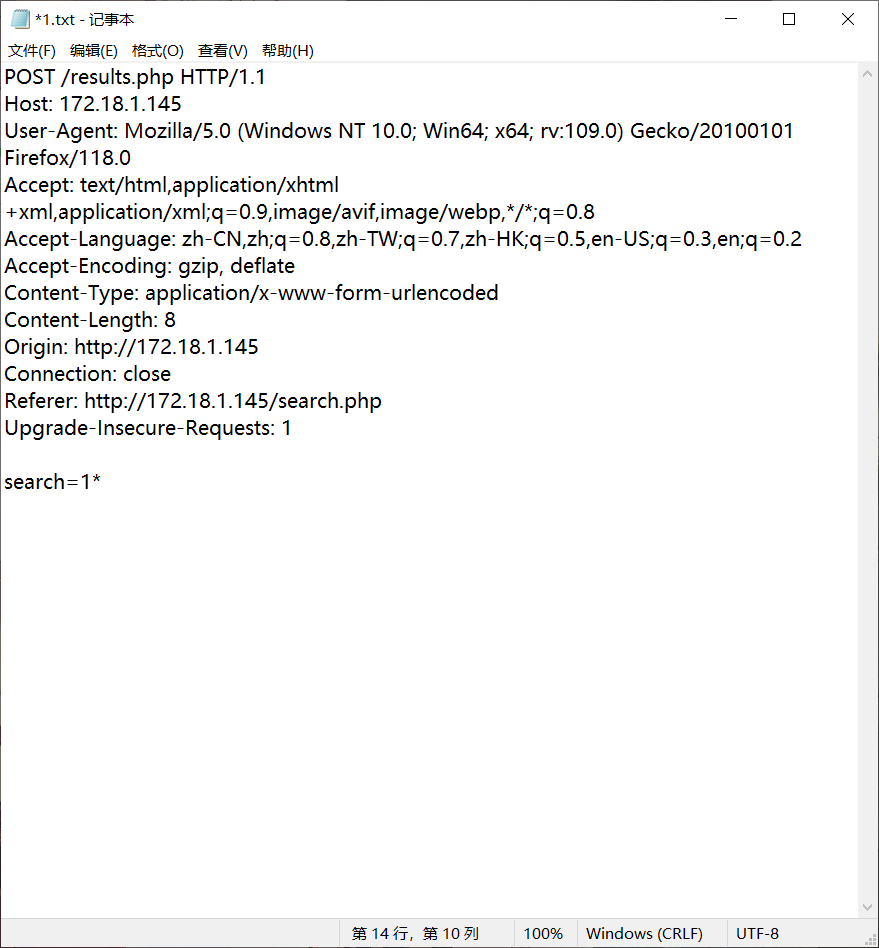 *1.txt - 记事本
文件(F) 编辑(E) 格式(O) 查看(V) 帮助(H)
POST /results.php HTTP/1.1
Host: 172.18.1.145
User-Agent: Mozilla/5.0 (Windows NT 10.0; Win64; x64; rv:109.0) Gecko/20100101
Firefox/118.0
Accept: text/html,application/xhtml
+xml,application/xml;q=0.9,image/avif,image/webp,*/*;q=0.8
Accept-Language: zh-CN,zh;q=0.8,zh-TW;q=0.7,zh-HK;q=0.5,en-US;q=0.3,en;q=0.2
Accept-Encoding: gzip, deflate
Content-Type: application/x-www-form-urlencoded
Content-Length: 8
Origin: http://172.18.1.145
Connection: close
Referer: http://172.18.1.145/search.php
Upgrade-Insecure-Requests: 1
search=1*
第 14 行，第 10 列 100% Windows (CRLF) UTF-8